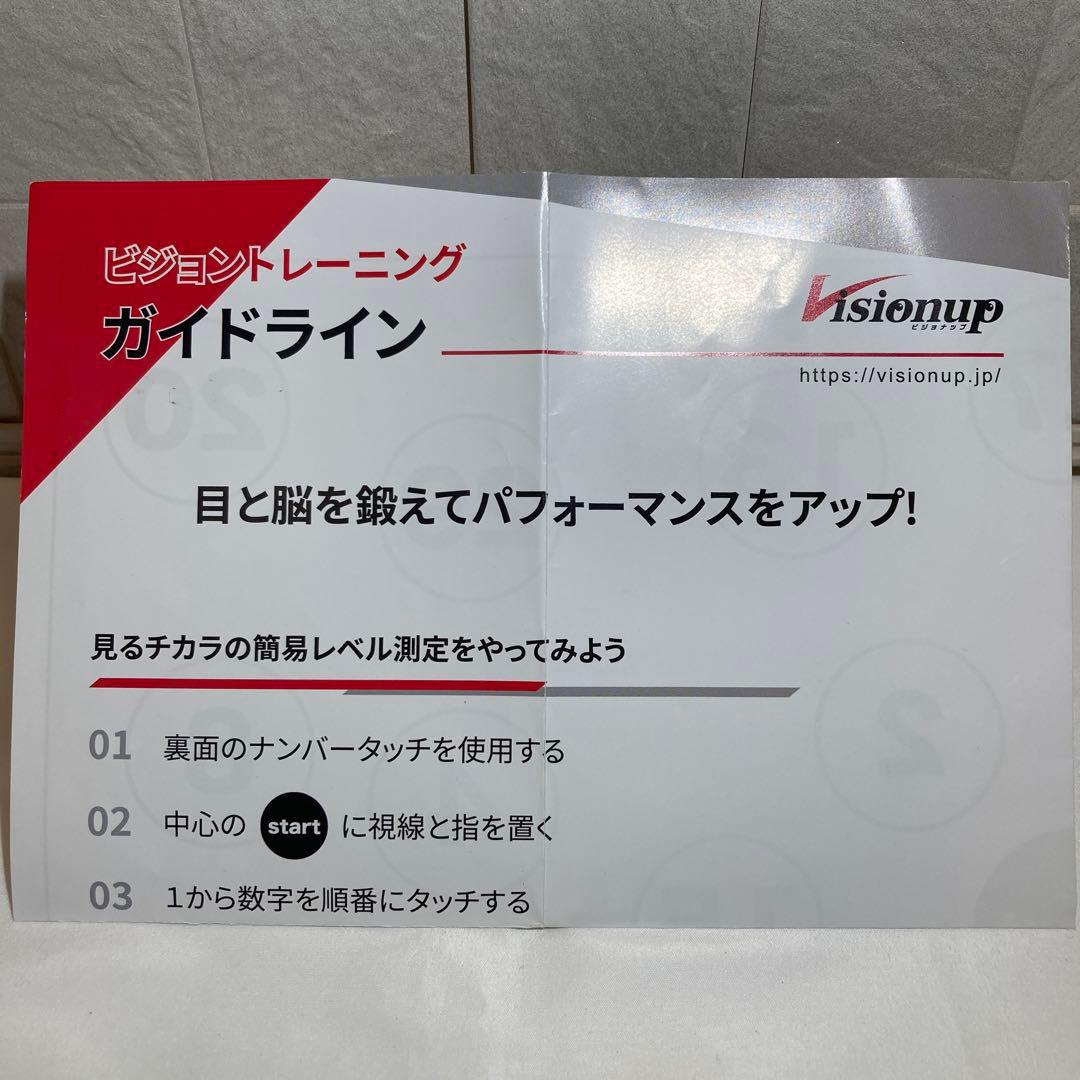 ビジョントレーニング
ガイドライン
Visionup
ビジョナップ
https://visionup.jp/
目と脳を鍛えてパフォーマンスをアップ!
見るチカラの簡易レベル測定をやってみよう
01 裏面のナンバータッチを使用する
02 中心の start に視線と指を置く
03 1から数字を順番にタッチする
20
13
7
2
8